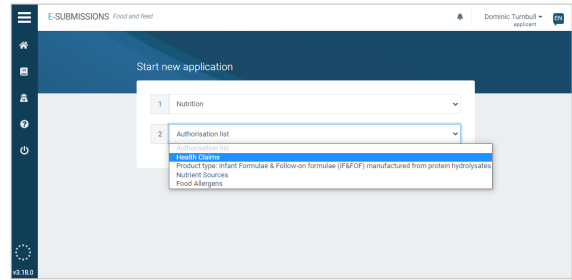 E-SUBMISSIONS Food and feed
Dominic Turnbull
applicant
EN
Start new application
1 Nutrition
2 Authorisation list
Authorisation list
Health Claims
Product type: Infant Formulae & Follow-on formulae (IF&FOF) manufactured from protein hydrolysates
Nutrient Sources
Food Allergens
v3.18.0